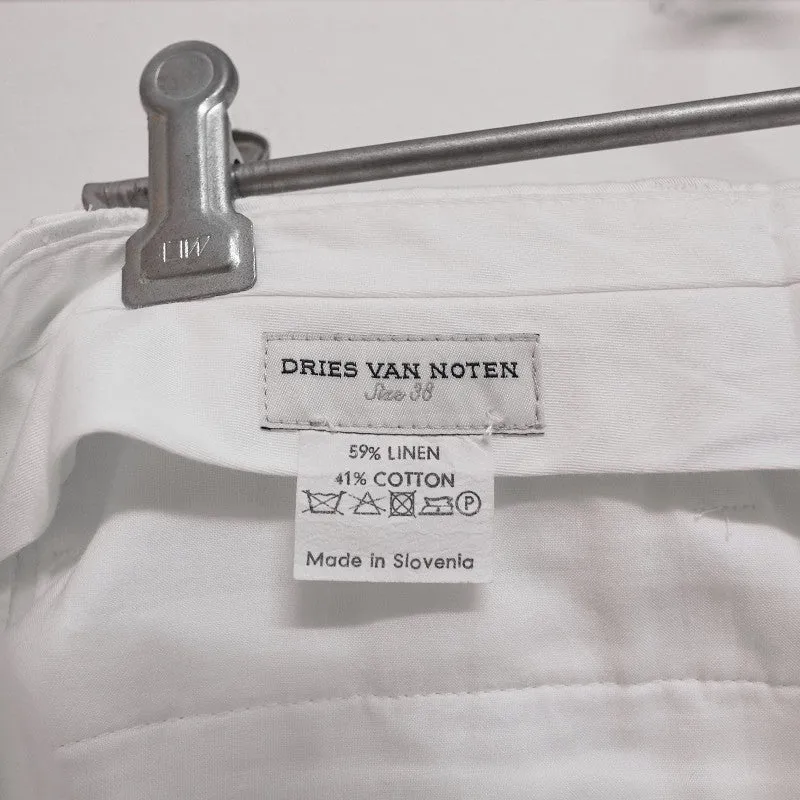 DRIES VAN NOTEN
Size 38
59% LINEN
41% COTTON
P
Made in Slovenia